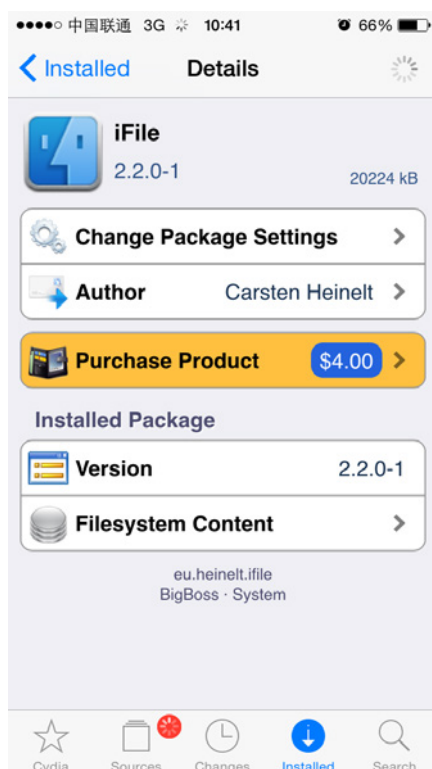 中国联通 3G 10:41 66%
Installed Details
iFile
2.2.0-1
20224 kB
Change Package Settings
Author Carsten Heinelt
Purchase Product $4.00
Installed Package
Version 2.2.0-1
Filesystem Content
eu.heinelt.ifile
BigBoss · System
Cydia Sources Changes Installed Search